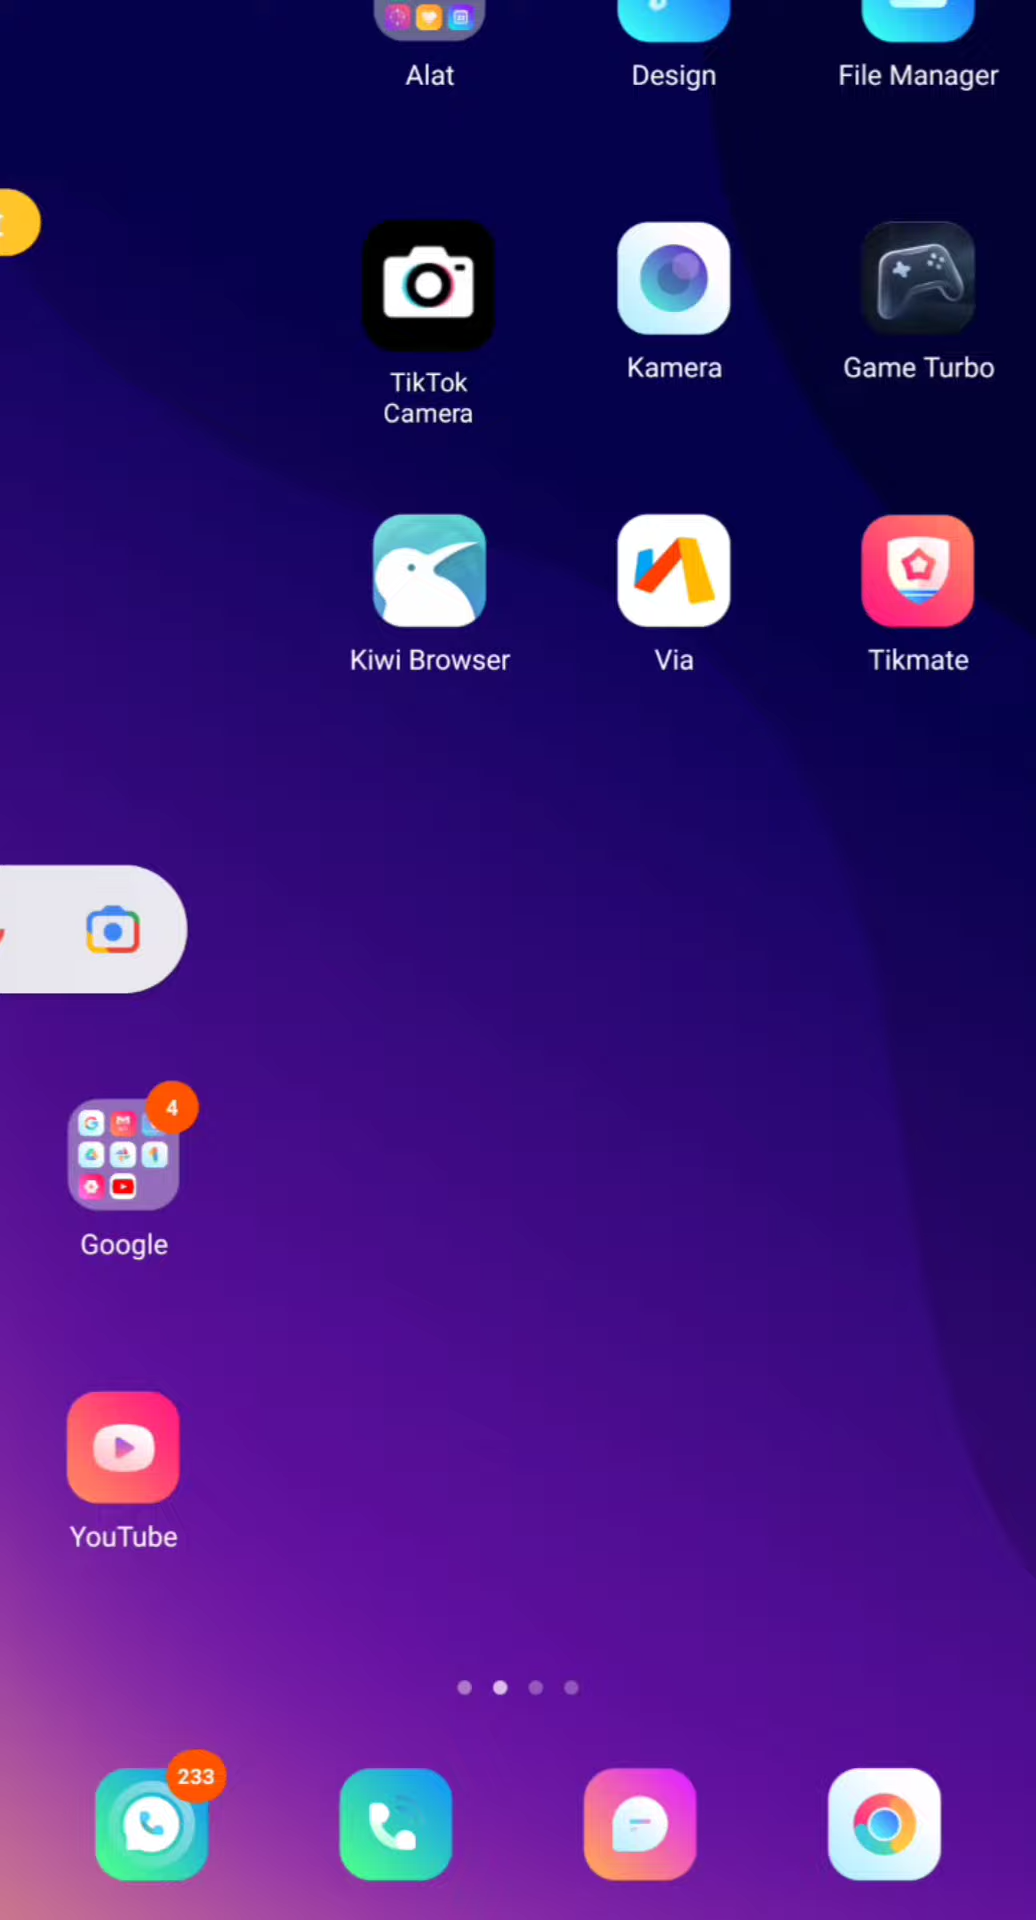 Alat
Design
File Manager
TikTok
Camera
Kamera
Game Turbo
Kiwi Browser
Via
Tikmate
4
Google
YouTube
233